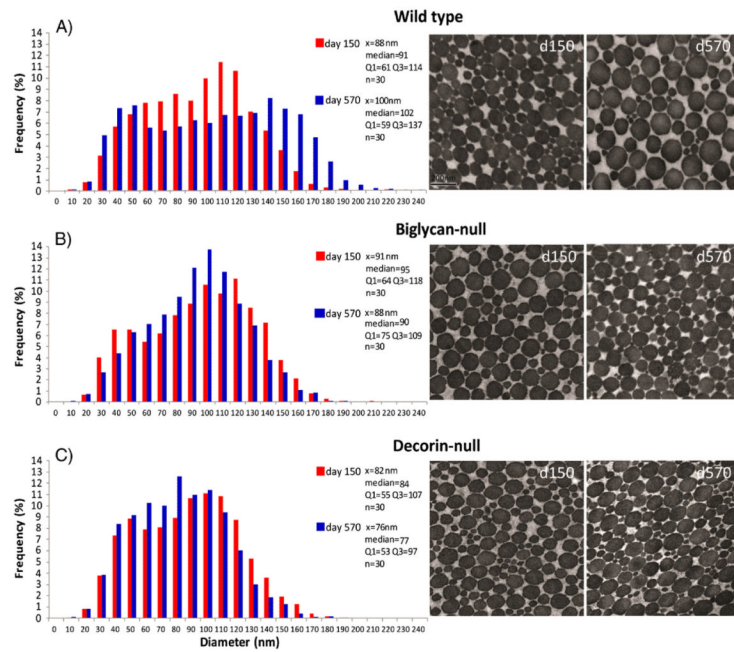 Wild type
A)
Frequency (%)
14
13
12
11
10
9
8
7
6
5
4
3
2
1
0
0 10 20 30 40 50 60 70 80 90 100 110 120 130 140 150 160 170 180 190 200 210 220 230 240
day 150
x=88nm
median=91
Q1=61 Q3=114
n=30
day 570
x=100nm
median=102
Q1=59 Q3=137
n=30
d150
d570
Biglycan-null
B)
Frequency (%)
14
13
12
11
10
9
8
7
6
5
4
3
2
1
0
0 10 20 30 40 50 60 70 80 90 100 110 120 130 140 150 160 170 180 190 200 210 220 230 240
day 150
x=91nm
median=95
Q1=64 Q3=118
n=30
day 570
x=88nm
median=90
Q1=75 Q3=109
n=30
d150
d570
Decorin-null
C)
Frequency (%)
14
13
12
11
10
9
8
7
6
5
4
3
2
1
0
0 10 20 30 40 50 60 70 80 90 100 110 120 130 140 150 160 170 180 190 200 210 220 230 240
Diameter (nm)
day 150
x=82nm
median=84
Q1=55 Q3=107
n=30
day 570
x=76nm
median=77
Q1=53 Q3=97
n=30
d150
d570